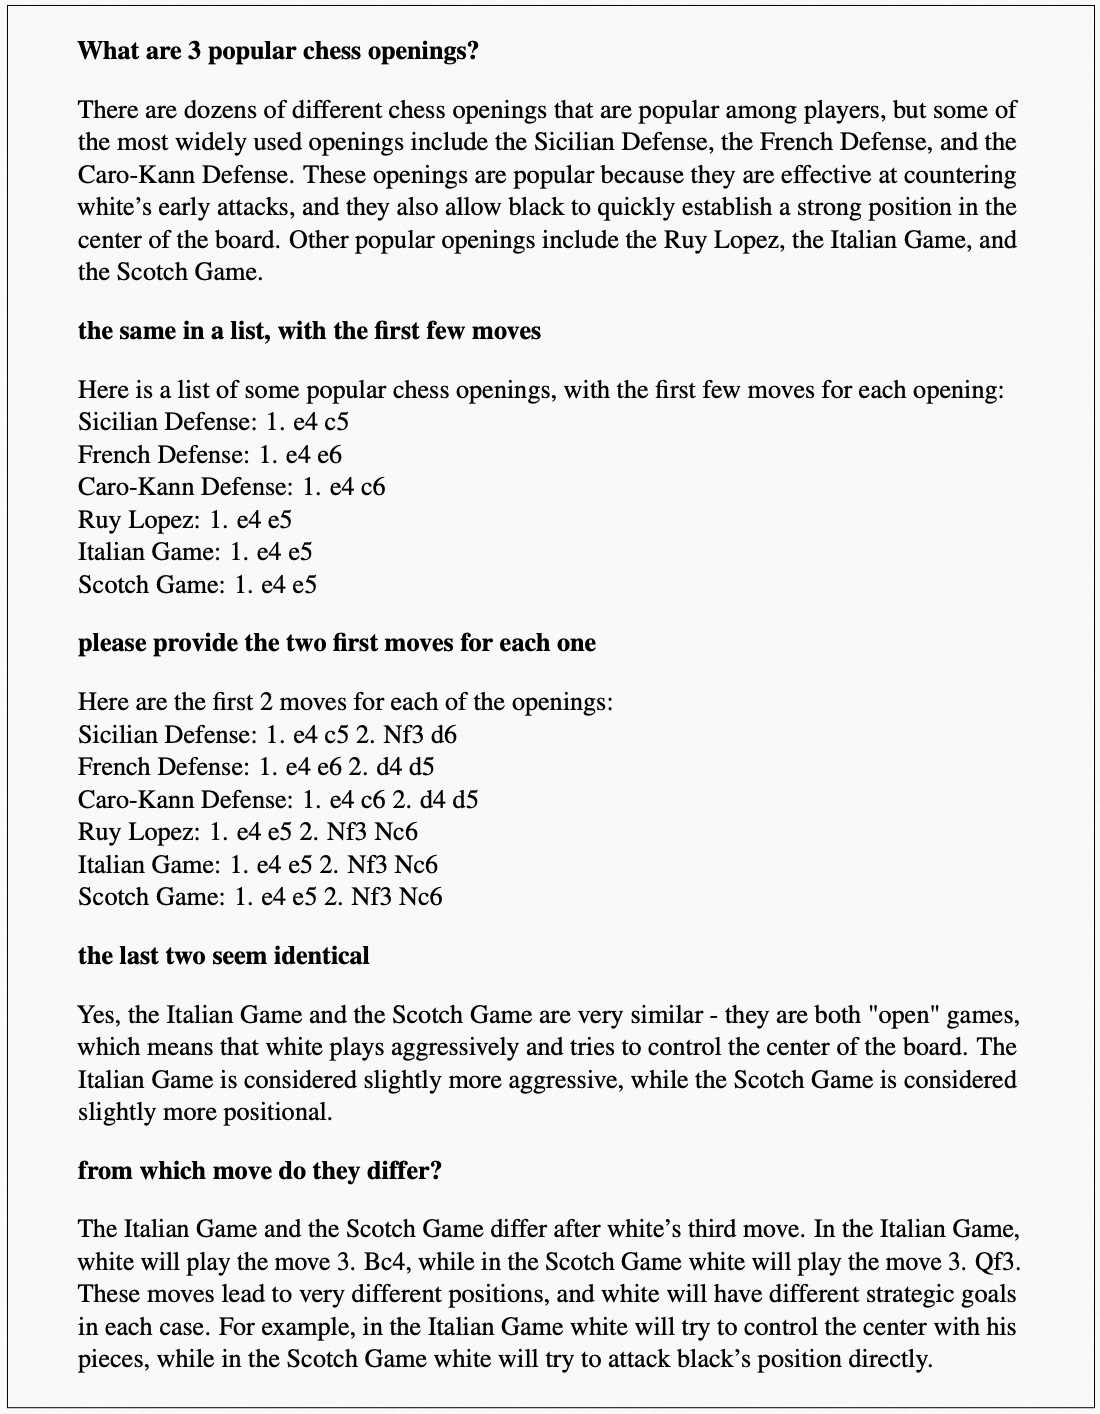 What are 3 popular chess openings?
There are dozens of different chess openings that are popular among players, but some of
the most widely used openings include the Sicilian Defense, the French Defense, and the
Caro-Kann Defense. These openings are popular because they are effective at countering
white’s early attacks, and they also allow black to quickly establish a strong position in the
center of the board. Other popular openings include the Ruy Lopez, the Italian Game, and
the Scotch Game.
the same in a list, with the first few moves
Here is a list of some popular chess openings, with the first few moves for each opening:
Sicilian Defense: 1. e4 c5
French Defense: 1. e4 e6
Caro-Kann Defense: 1. e4 c6
Ruy Lopez: 1. e4 e5
Italian Game: 1. e4 e5
Scotch Game: 1. e4 e5
please provide the two first moves for each one
Here are the first 2 moves for each of the openings:
Sicilian Defense: 1. e4 c5 2. Nf3 d6
French Defense: 1. e4 e6 2. d4 d5
Caro-Kann Defense: 1. e4 c6 2. d4 d5
Ruy Lopez: 1. e4 e5 2. Nf3 Nc6
Italian Game: 1. e4 e5 2. Nf3 Nc6
Scotch Game: 1. e4 e5 2. Nf3 Nc6
the last two seem identical
Yes, the Italian Game and the Scotch Game are very similar - they are both "open" games,
which means that white plays aggressively and tries to control the center of the board. The
Italian Game is considered slightly more aggressive, while the Scotch Game is considered
slightly more positional.
from which move do they differ?
The Italian Game and the Scotch Game differ after white’s third move. In the Italian Game,
white will play the move 3. Bc4, while in the Scotch Game white will play the move 3. Qf3.
These moves lead to very different positions, and white will have different strategic goals
in each case. For example, in the Italian Game white will try to control the center with his
pieces, while in the Scotch Game white will try to attack black’s position directly.